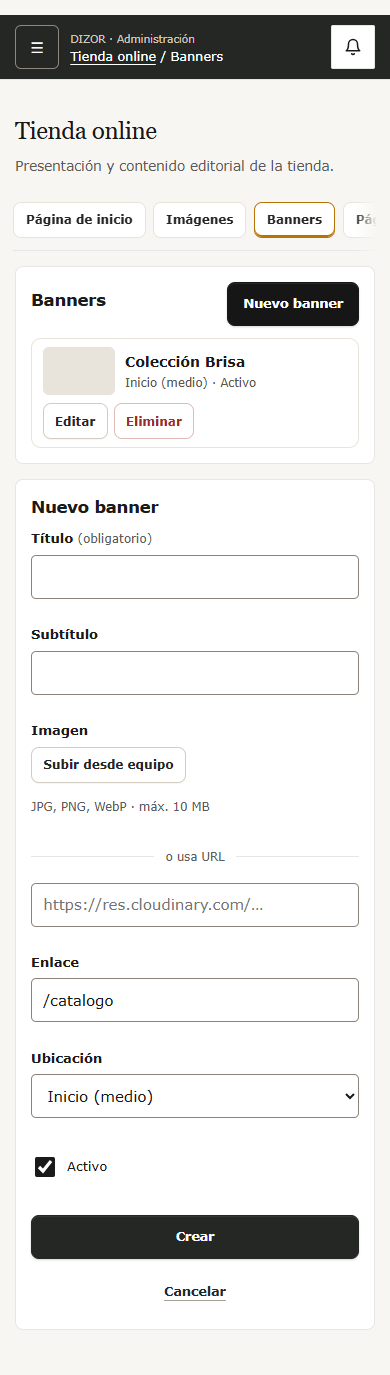 ☰
DIZOR · Administración
Tienda online / Banners
Tienda online
Presentación y contenido editorial de la tienda.
Página de inicio
Imágenes
Banners
Banners
Nuevo banner
Colección Brisa
Inicio (medio) · Activo
Editar
Eliminar
Nuevo banner
Título (obligatorio)
Subtítulo
Imagen
Subir desde equipo
JPG, PNG, WebP · máx. 10 MB
o usa URL
https://res.cloudinary.com/...
Enlace
/catalogo
Ubicación
Inicio (medio)
Activo
Crear
Cancelar